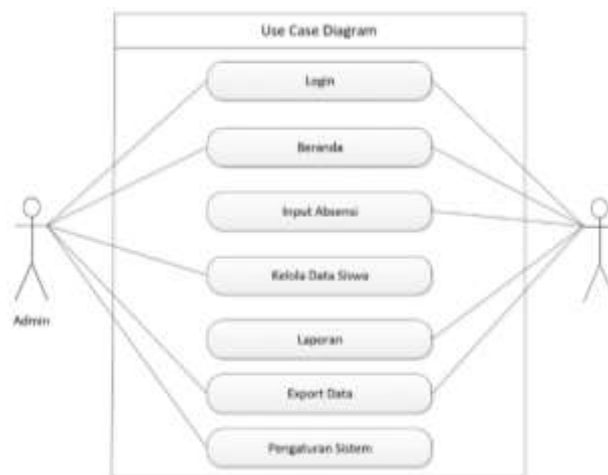 Use Case Diagram
Login
Beranda
Input Absensi
Kelola Data Siswa
Admin
Laporan
Export Data
Pengaturan Sistem